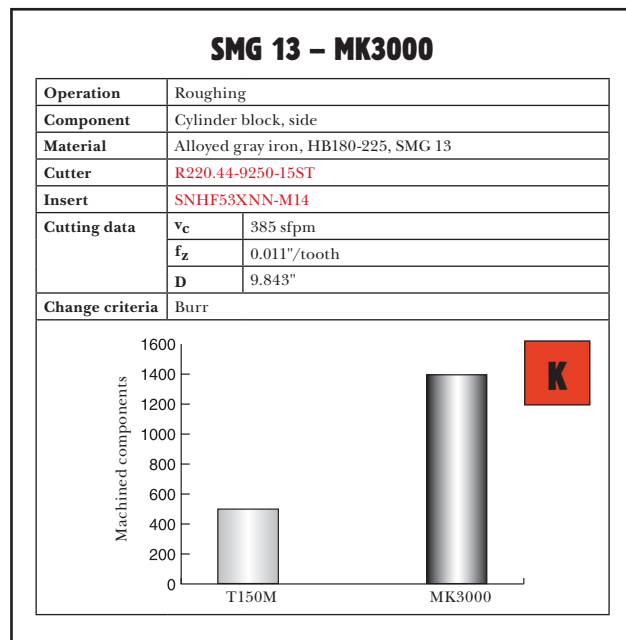 SMG 13 – MK3000
Operation Roughing
Component Cylinder block, side
Material Alloyed gray iron, HB180-225, SMG 13
Cutter R220.44-9250-15ST
Insert SNHF53XNN-M14
Cutting data vc 385 sfpm
fz 0.011"/tooth
D 9.843"
Change criteria Burr
Machined components
1600
1400
1200
1000
800
600
400
200
0
T150M MK3000
K